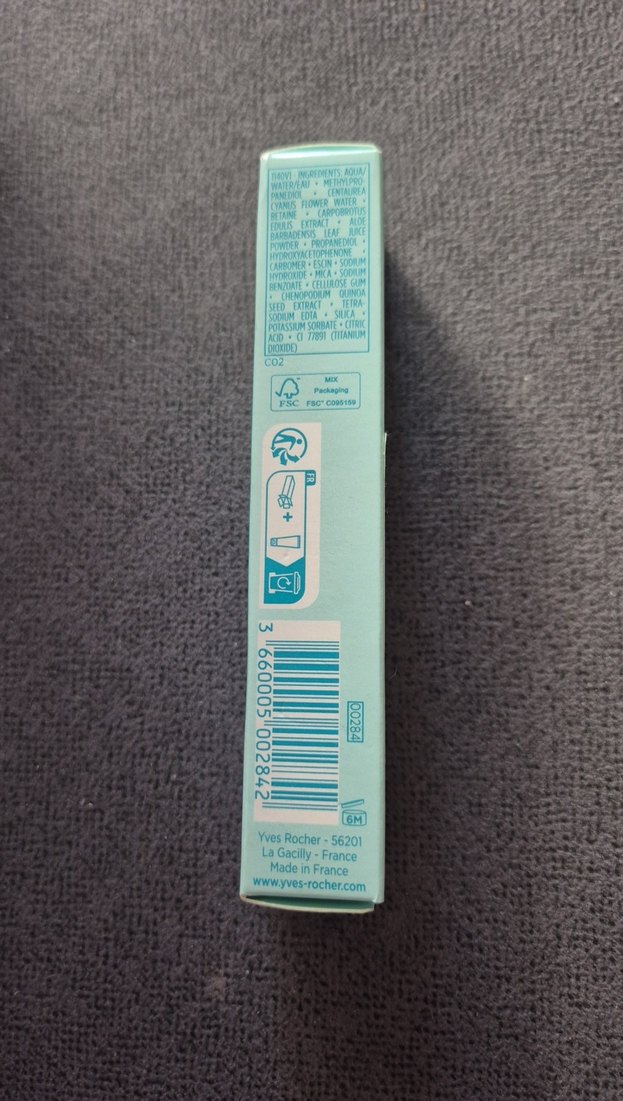 1140V1 INGREDIENTS: AQUA/
WATER/EAU • METHYLPRO-
PANEDIOL • CENTAUREA
CYANUS FLOWER WATER •
BETAINE • CARPOBROTUS
EDULIS EXTRACT • ALOE
BARBADENSIS LEAF JUICE
POWDER • PROPANEDIOL •
HYDROXYACETOPHENONE •
CARBOMER • ESCIN • SODIUM
HYDROXIDE • MICA • SODIUM
BENZOATE • CELLULOSE GUM
• CHENOPODIUM QUINOA
SEED EXTRACT • TETRA-
SODIUM EDTA • SILICA •
POTASSIUM SORBATE • CITRIC
ACID • CI 77891 (TITANIUM
DIOXIDE)
C02
FSC
MIX
Packaging
FSC® C095159
FR
+
3 660005 002842
00284
6M
Yves Rocher - 56201
La Gacilly - France
Made in France
www.yves-rocher.com